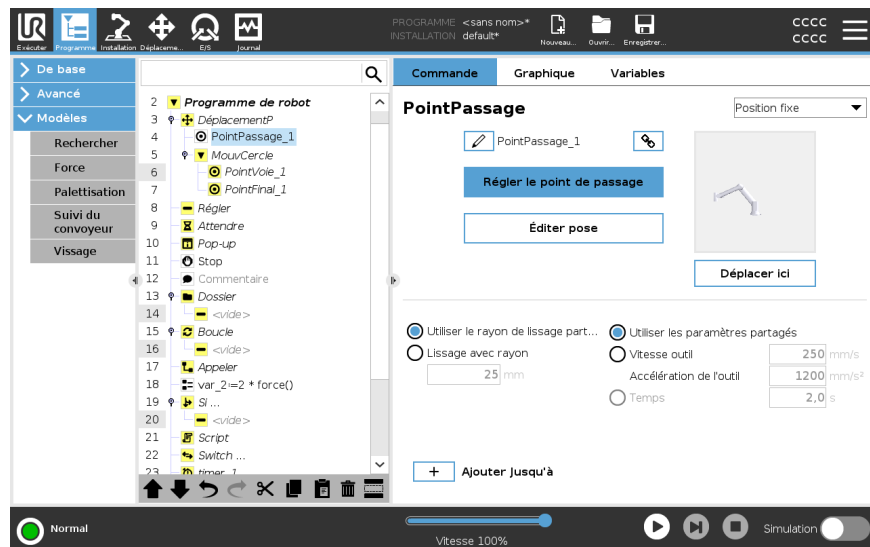 PROGRAMME <sans nom>*
INSTALLATION default*
Exécuter
Programme
Installation
Déplaceme...
E/S
Journal
Nouveau...
Ouvrir...
Enregistrer...
CCCC
CCCC
De base
Avancé
Modèles
Rechercher
Force
Palettisation
Suivi du
convoyeur
Vissage
2 Programme de robot
3 DéplacementP
4 PointPassage_1
5 MouvCercle
6 PointVoie_1
7 PointFinal_1
8 Régler
9 Attendre
10 Pop-up
11 Stop
12 Commentaire
13 Dossier
14 <vide>
15 Boucle
16 <vide>
17 Appeler
18 var_2≔2 * force()
19 Si ...
20 <vide>
21 Script
22 Switch ...
23 timer_1
Commande
Graphique
Variables
PointPassage
Position fixe
PointPassage_1
Régler le point de passage
Éditer pose
Déplacer ici
Utiliser le rayon de lissage part...
Lissage avec rayon
25 mm
Utiliser les paramètres partagés
Vitesse outil 250 mm/s
Accélération de l'outil 1200 mm/s²
Temps 2,0 s
+ Ajouter Jusqu'à
Normal
Vitesse 100%
Simulation